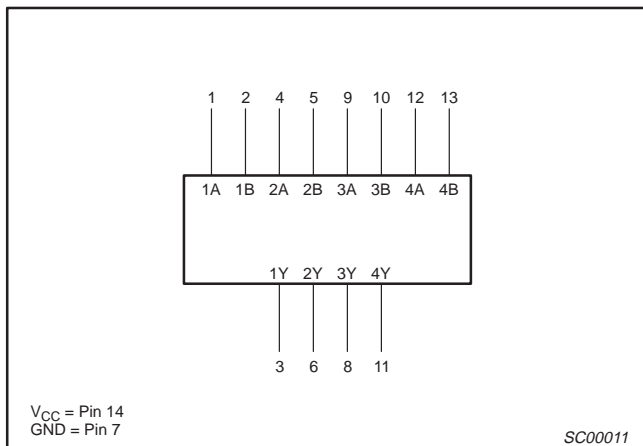 1 2 4 5 9 10 12 13
1A 1B 2A 2B 3A 3B 4A 4B
1Y 2Y 3Y 4Y
3 6 8 11
VCC = Pin 14
GND = Pin 7
SC00011